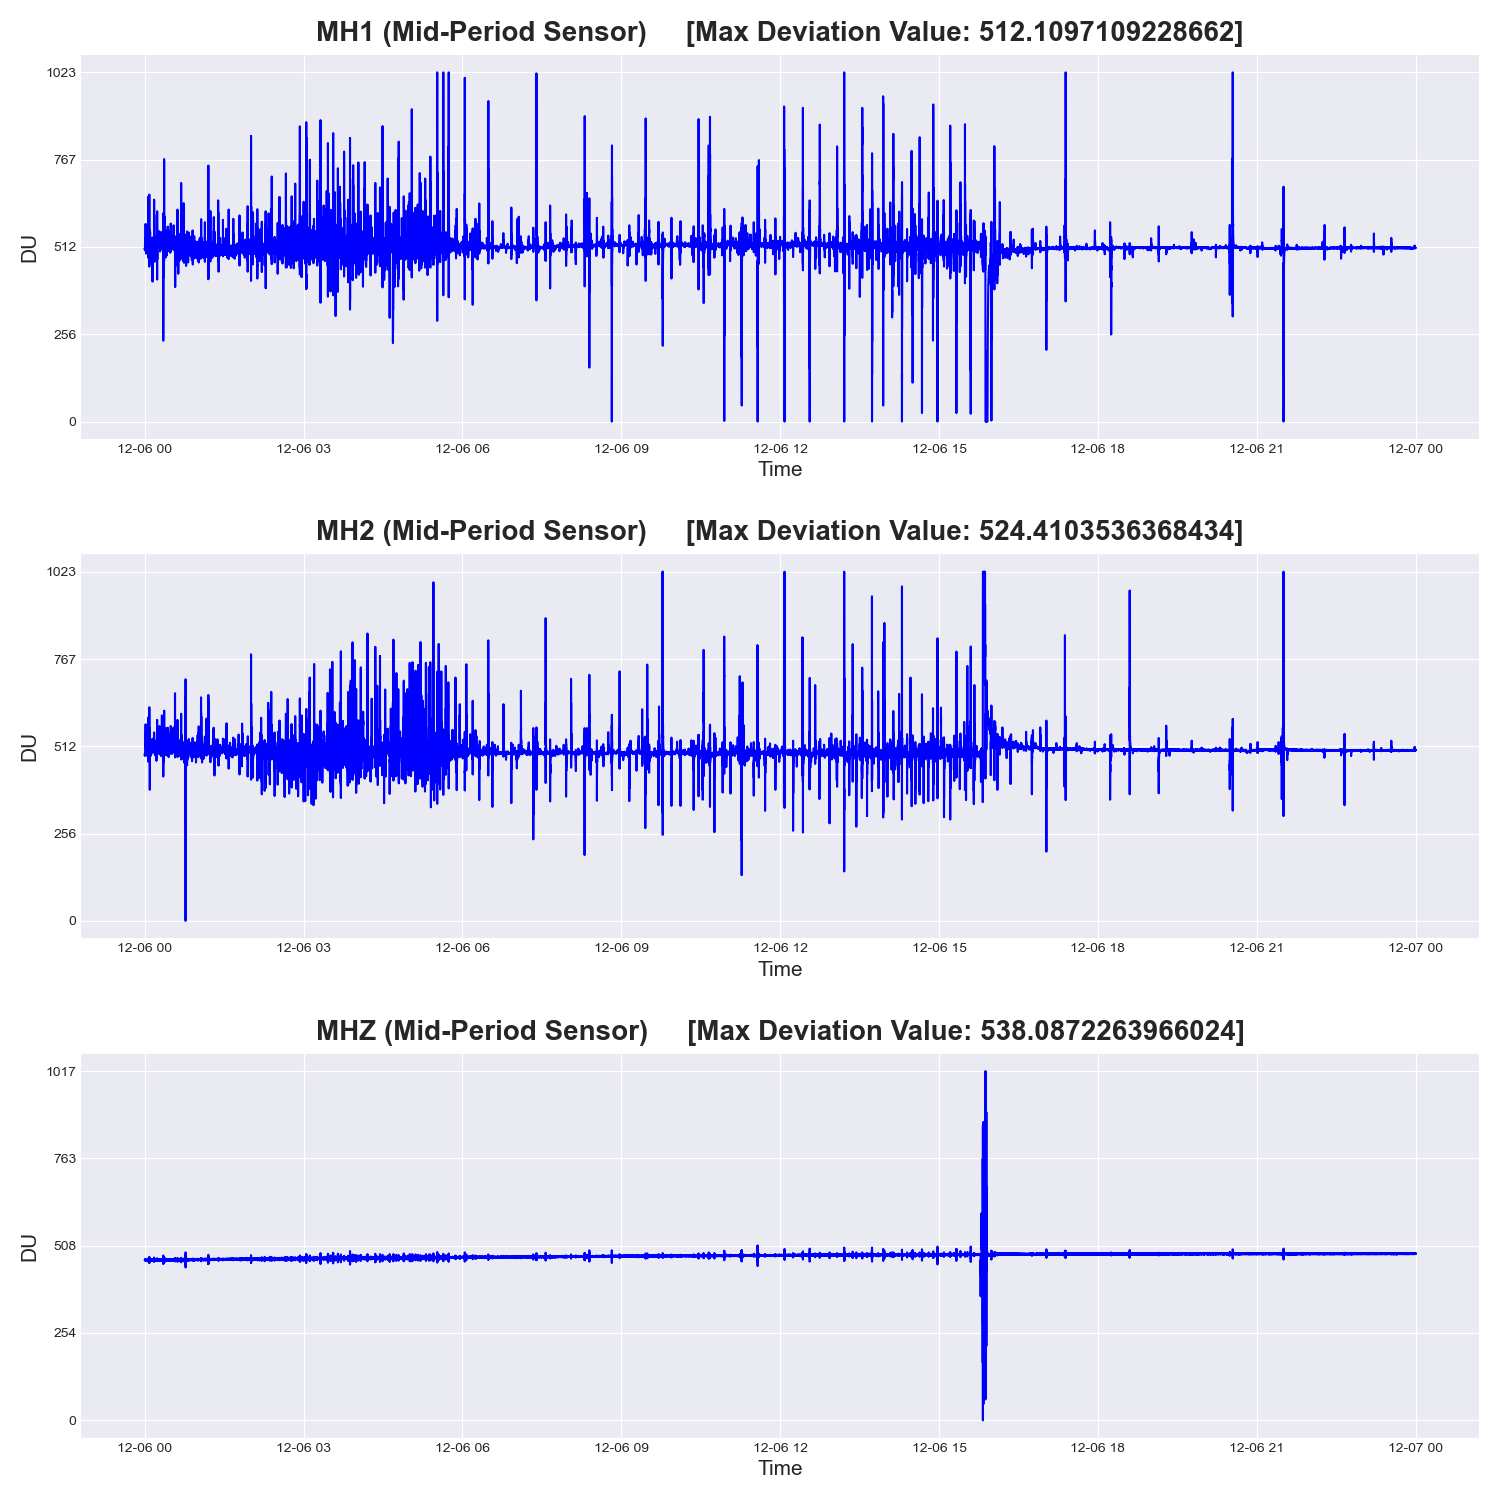 MH1 (Mid-Period Sensor) [Max Deviation Value: 512.1097109228662]
1023
767
512
256
0
DU
12-06 00 12-06 03 12-06 06 12-06 09 12-06 12 12-06 15 12-06 18 12-06 21 12-07 00
Time
MH2 (Mid-Period Sensor) [Max Deviation Value: 524.4103536368434]
1023
767
512
256
0
DU
12-06 00 12-06 03 12-06 06 12-06 09 12-06 12 12-06 15 12-06 18 12-06 21 12-07 00
Time
MHZ (Mid-Period Sensor) [Max Deviation Value: 538.0872263966024]
1017
763
508
254
0
DU
12-06 00 12-06 03 12-06 06 12-06 09 12-06 12 12-06 15 12-06 18 12-06 21 12-07 00
Time